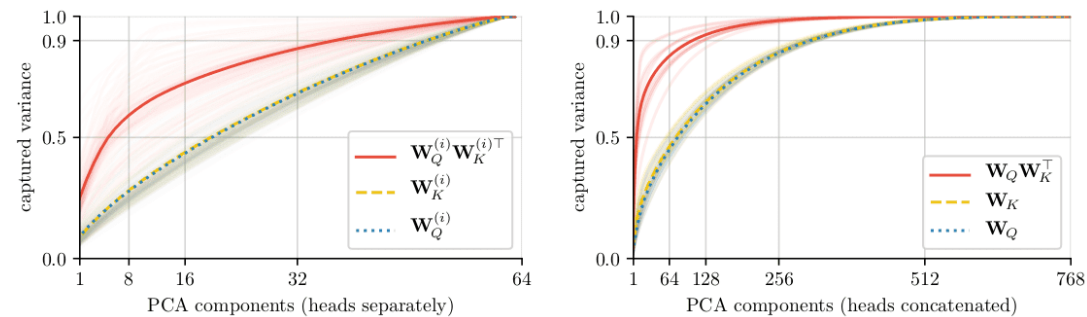 1.0
0.9
0.5
0.0
captured variance
W_Q^{(i)} W_K^{(i)⊤}
W_K^{(i)}
W_Q^{(i)}
1 8 16 32 64
PCA components (heads separately)
1.0
0.9
0.5
0.0
captured variance
W_Q W_K^⊤
W_K
W_Q
1 64 128 256 512 768
PCA components (heads concatenated)